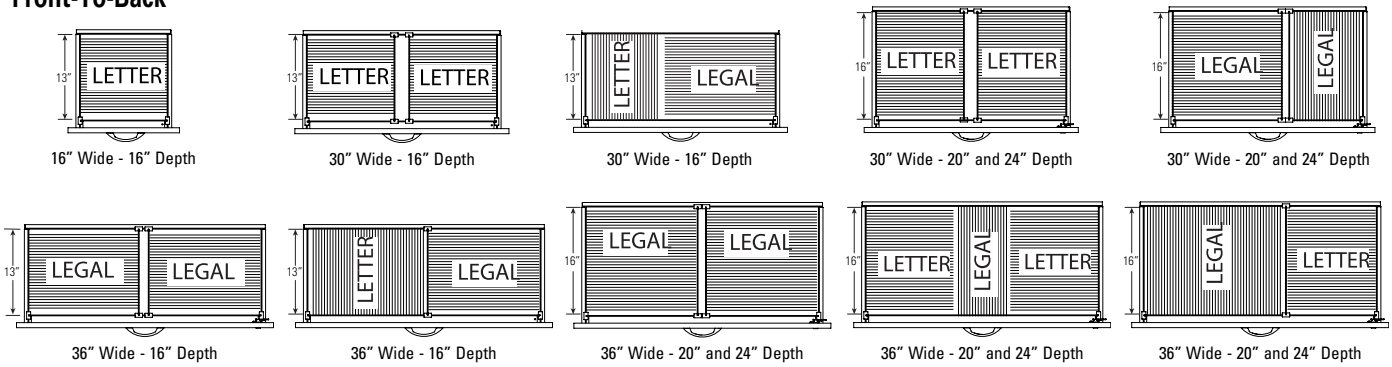 Front-To-Back
13”
LETTER
16” Wide - 16” Depth
13”
LETTER
LETTER
30” Wide - 16” Depth
13”
LETTER
LEGAL
30” Wide - 16” Depth
16”
LETTER
LETTER
30” Wide - 20” and 24” Depth
16”
LEGAL
LEGAL
30” Wide - 20” and 24” Depth
13”
LEGAL
LEGAL
36” Wide - 16” Depth
13”
LETTER
LEGAL
36” Wide - 16” Depth
16”
LEGAL
LEGAL
36” Wide - 20” and 24” Depth
16”
LETTER
LEGAL
LETTER
36” Wide - 20” and 24” Depth
16”
LEGAL
LETTER
36” Wide - 20” and 24” Depth